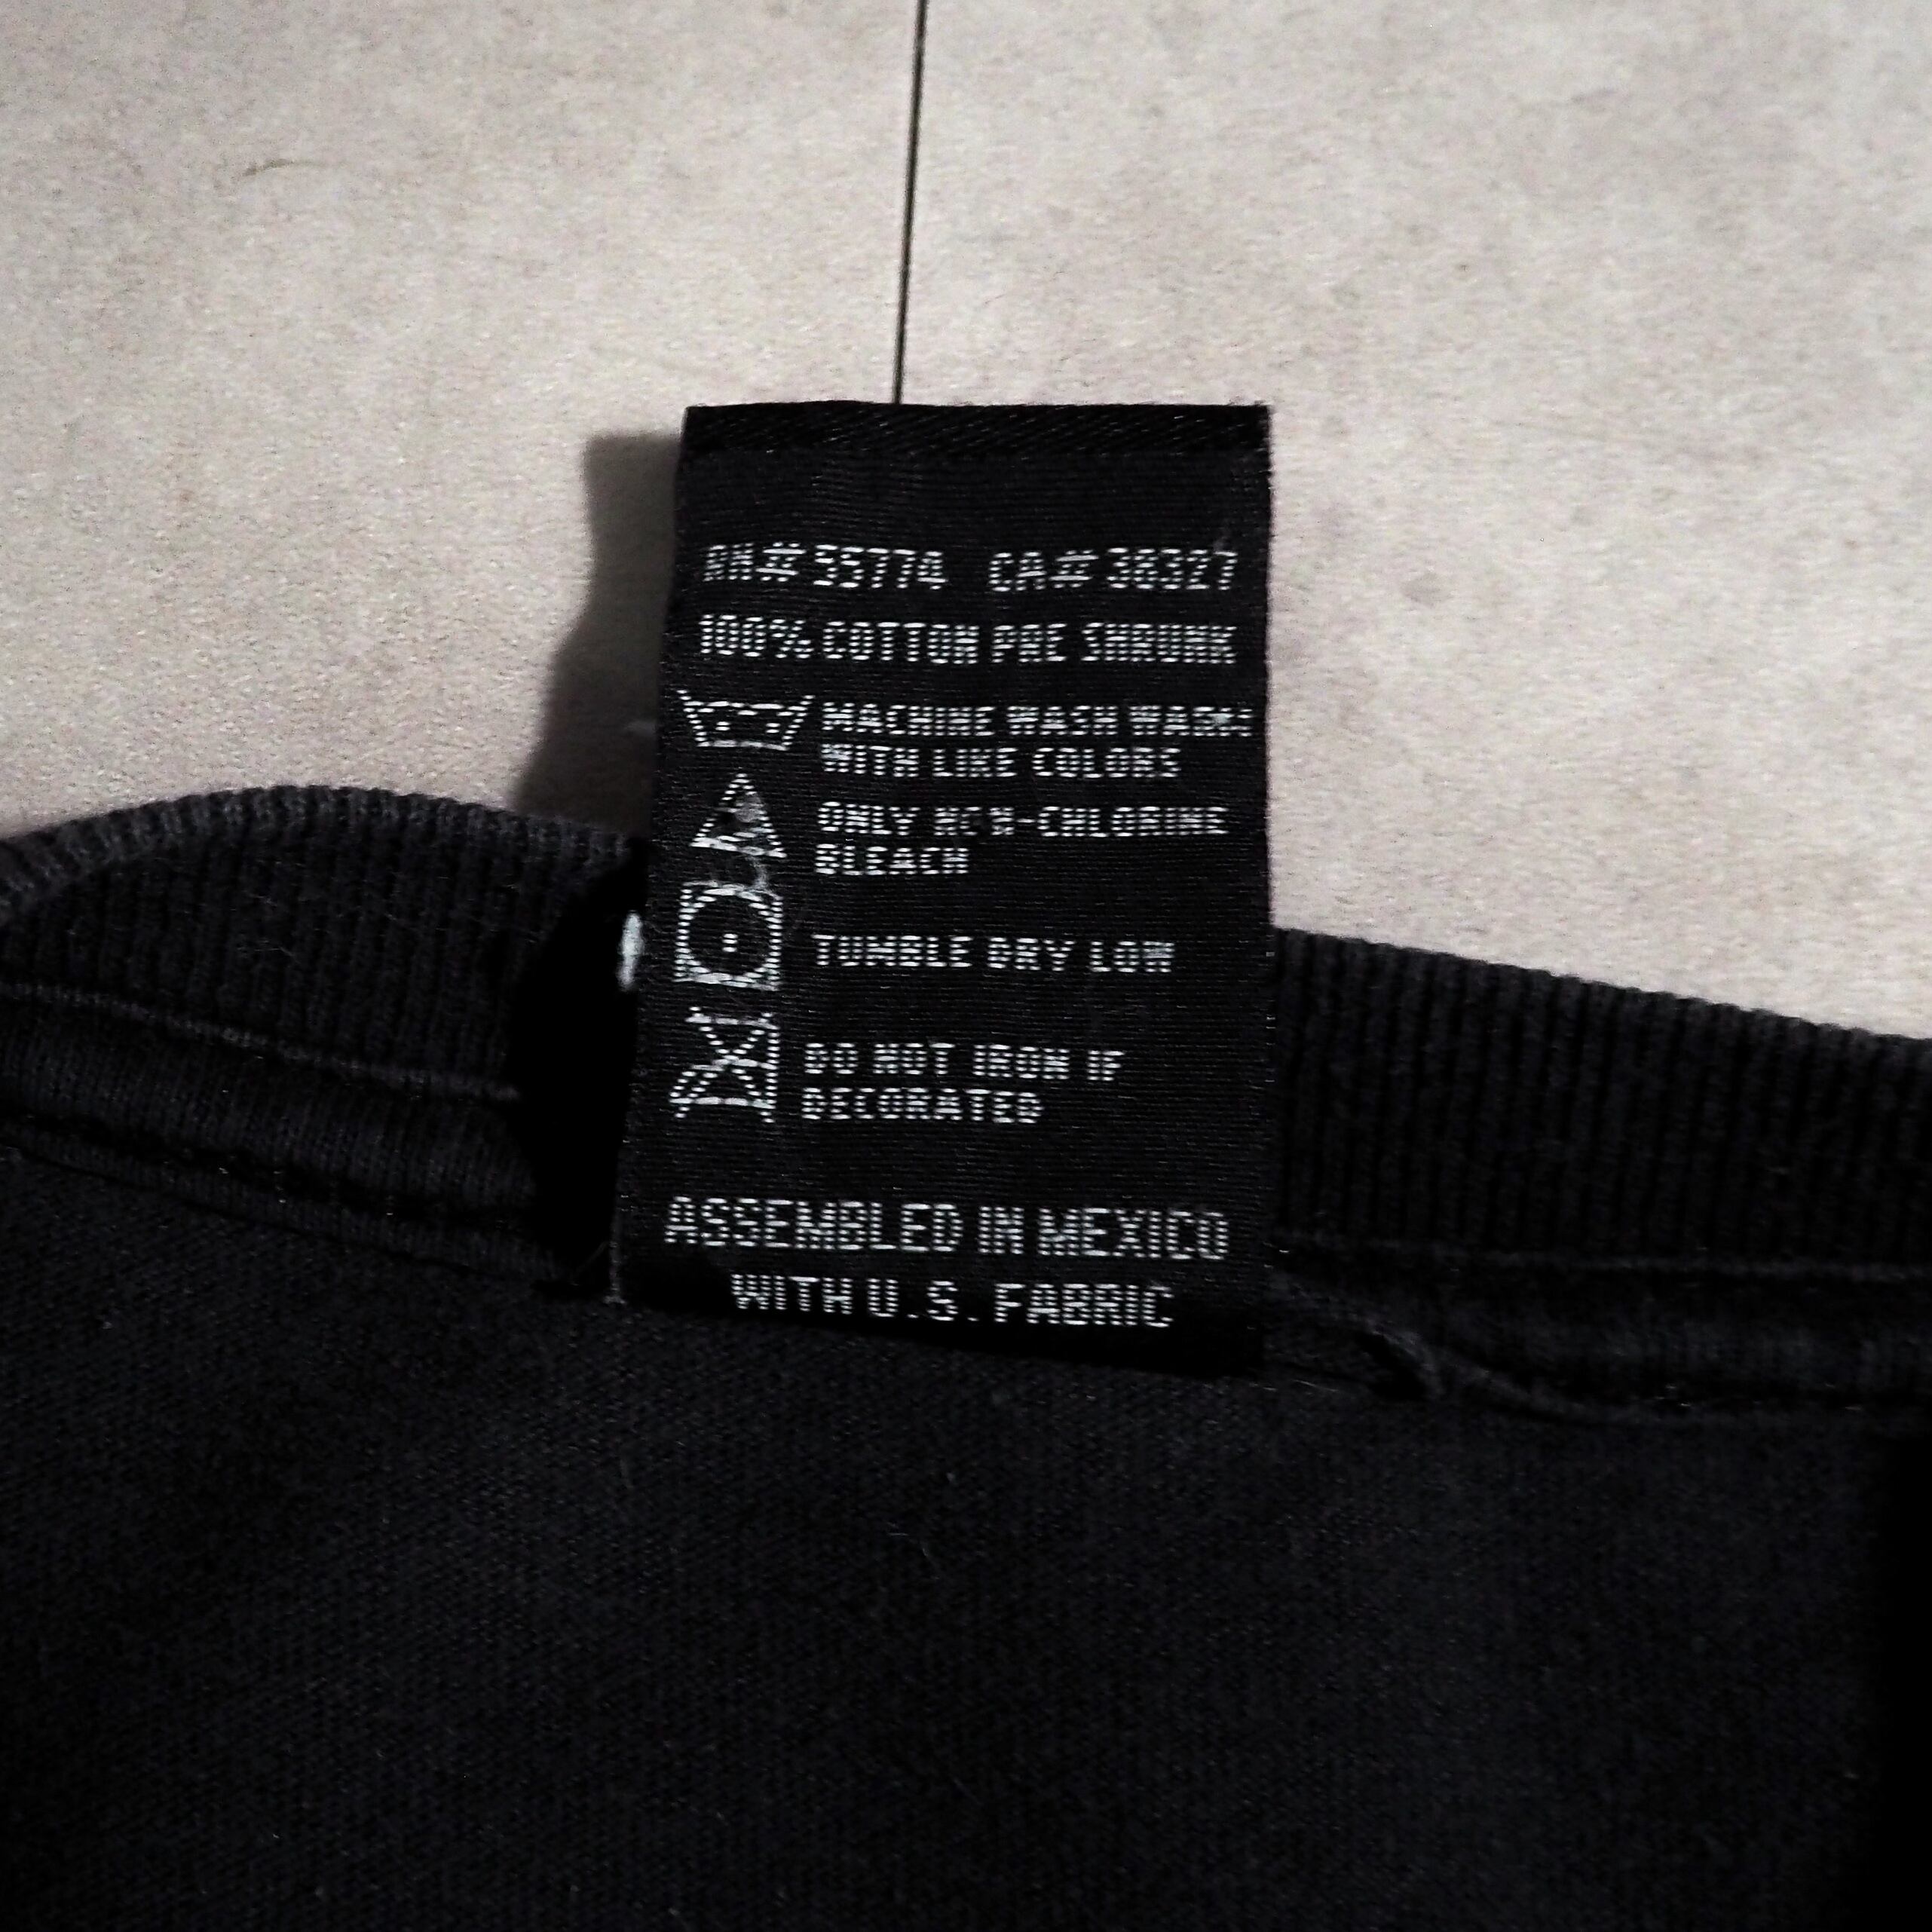 RN# 55774 CA# 38327
100% COTTON PRE SHRUNK
MACHINE WASH WARM
WITH LIKE COLORS
ONLY NON-CHLORINE
BLEACH
TUMBLE DRY LOW
DO NOT IRON IF
DECORATED
ASSEMBLED IN MEXICO
WITH U.S. FABRIC